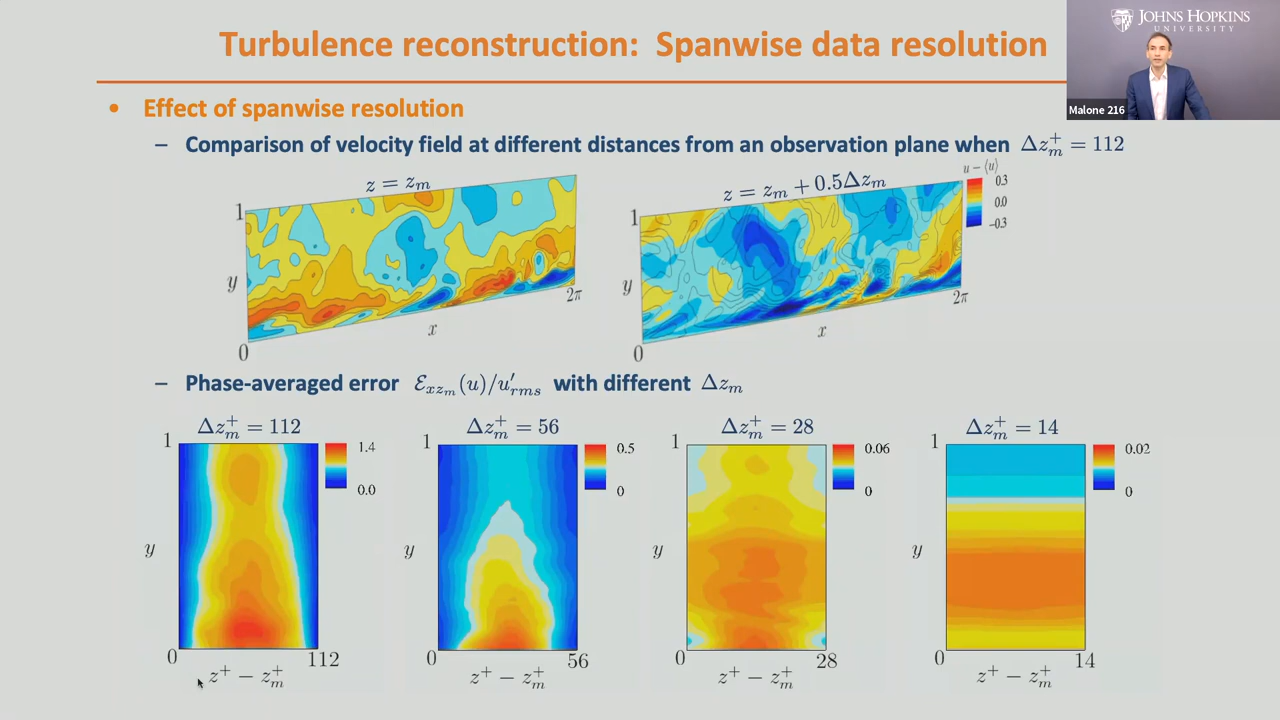 Turbulence reconstruction: Spanwise data resolution
JOHNS HOPKINS
UNIVERSITY
Malone 216
• Effect of spanwise resolution
– Comparison of velocity field at different distances from an observation plane when Δz_m^+ = 112
z = z_m
z = z_m + 0.5Δz_m
u − ⟨u⟩
0.3
0.0
−0.3
1
y
0
x
2π
1
y
0
x
2π
– Phase-averaged error ℰ_{xz_m}(u)/u'_{rms} with different Δz_m
Δz_m^+ = 112
Δz_m^+ = 56
Δz_m^+ = 28
Δz_m^+ = 14
1
1.4
0.0
y
0
112
z^+ − z_m^+
1
0.5
0
y
0
56
z^+ − z_m^+
1
0.06
0
y
0
28
z^+ − z_m^+
1
0.02
0
y
0
14
z^+ − z_m^+